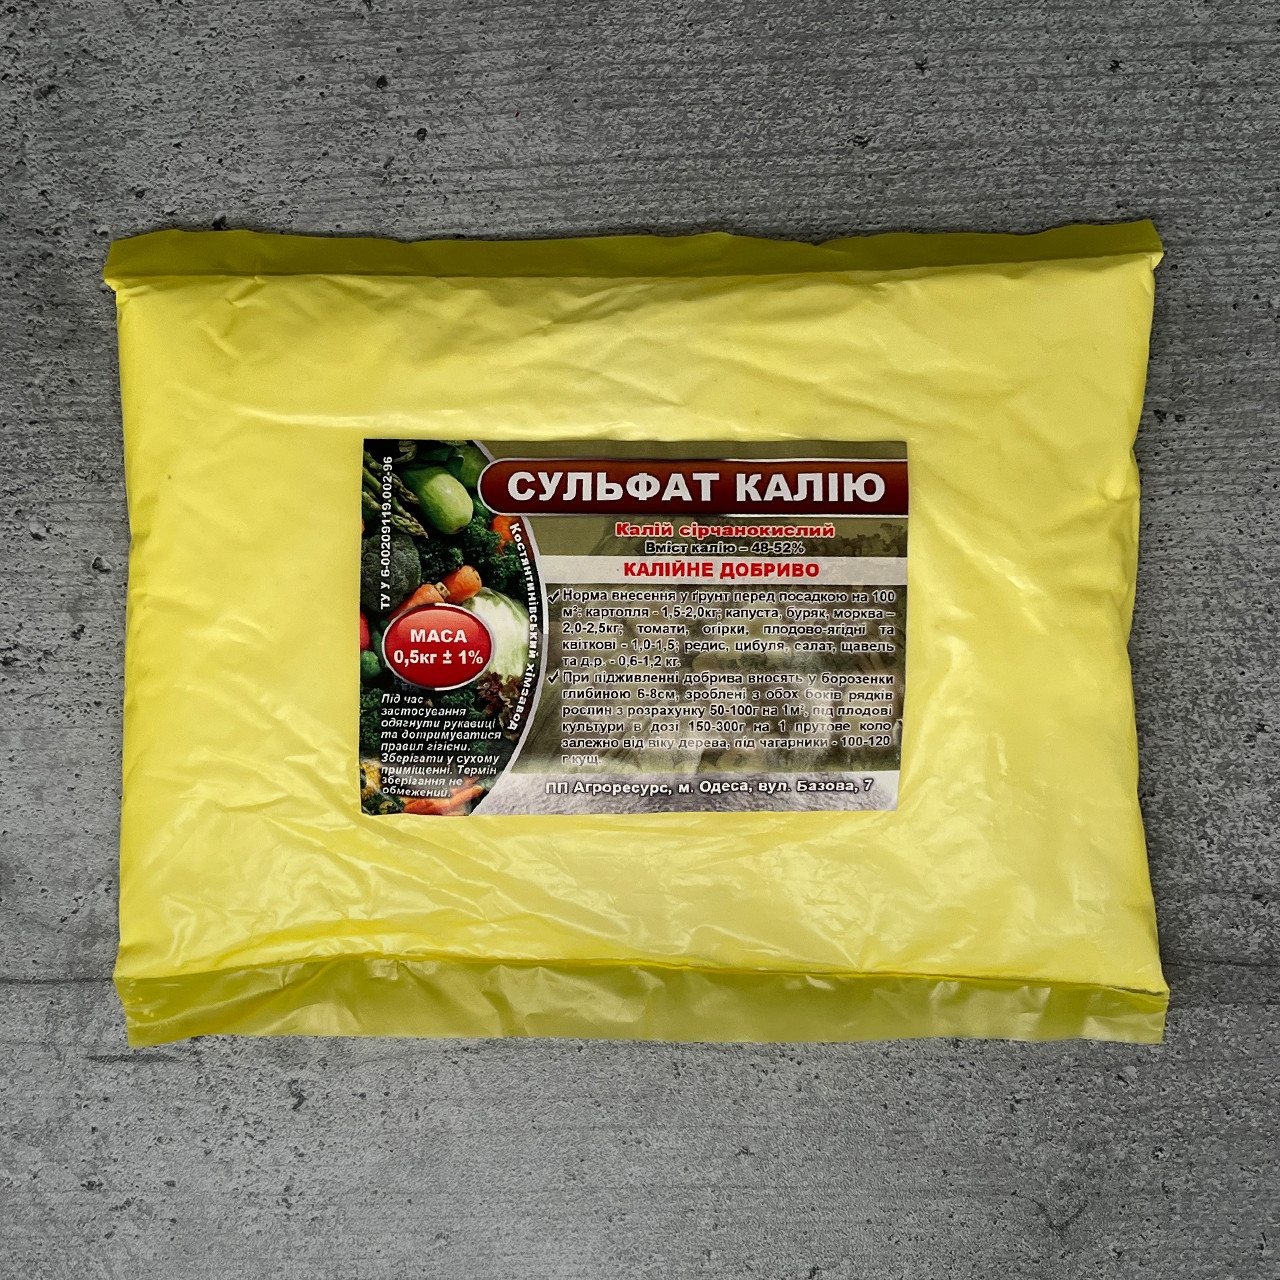 СУЛЬФАТ КАЛІЮ
Калій сірчанокислий
Вміст калію – 48-52%
КАЛІЙНЕ ДОБРИВО
✓Норма внесення у ґрунт перед посадкою на 100
м²: картопля - 1,5-2,0кг; капуста, буряк, морква –
2,0-2,5кг; томати, огірки, плодово-ягідні та
квіткові - 1,0-1,5; редис, цибуля, салат, щавель
та д.р. - 0,6-1,2 кг.
✓При підживленні добрива вносять у борозенки
глибиною 6-8см, зроблені з обох боків рядків
рослин з розрахунку 50-100г на 1м², під плодові
культури в дозі 150-300г на 1 прутове коло
залежно від віку дерева, під чагарники - 100-120
г кущ.
ПП Агроресурс, м. Одеса, вул. Базова, 7
ТУ У 6-00209119.002-96
Костянтинівський хімзавод
МАСА
0,5кг ± 1%
Під час
застосування
одягнути рукавиці
та дотримуватися
правил гігієни.
Зберігати у сухому
приміщенні. Термін
зберігання не
обмежений.